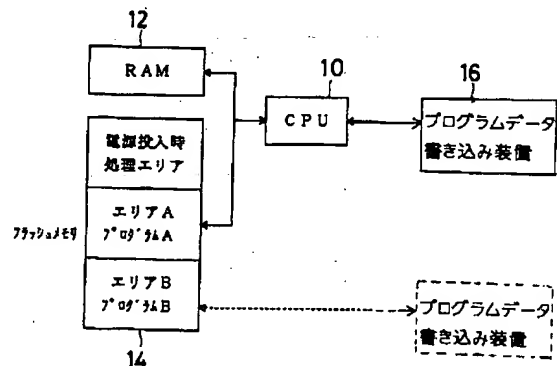 12
RAM
10
CPU
16
プログラムデータ
書き込み装置
電源投入時
処理エリア
フラッシュメモリ
エリアA
プログラムA
エリアB
プログラムB
14
プログラムデータ
書き込み装置